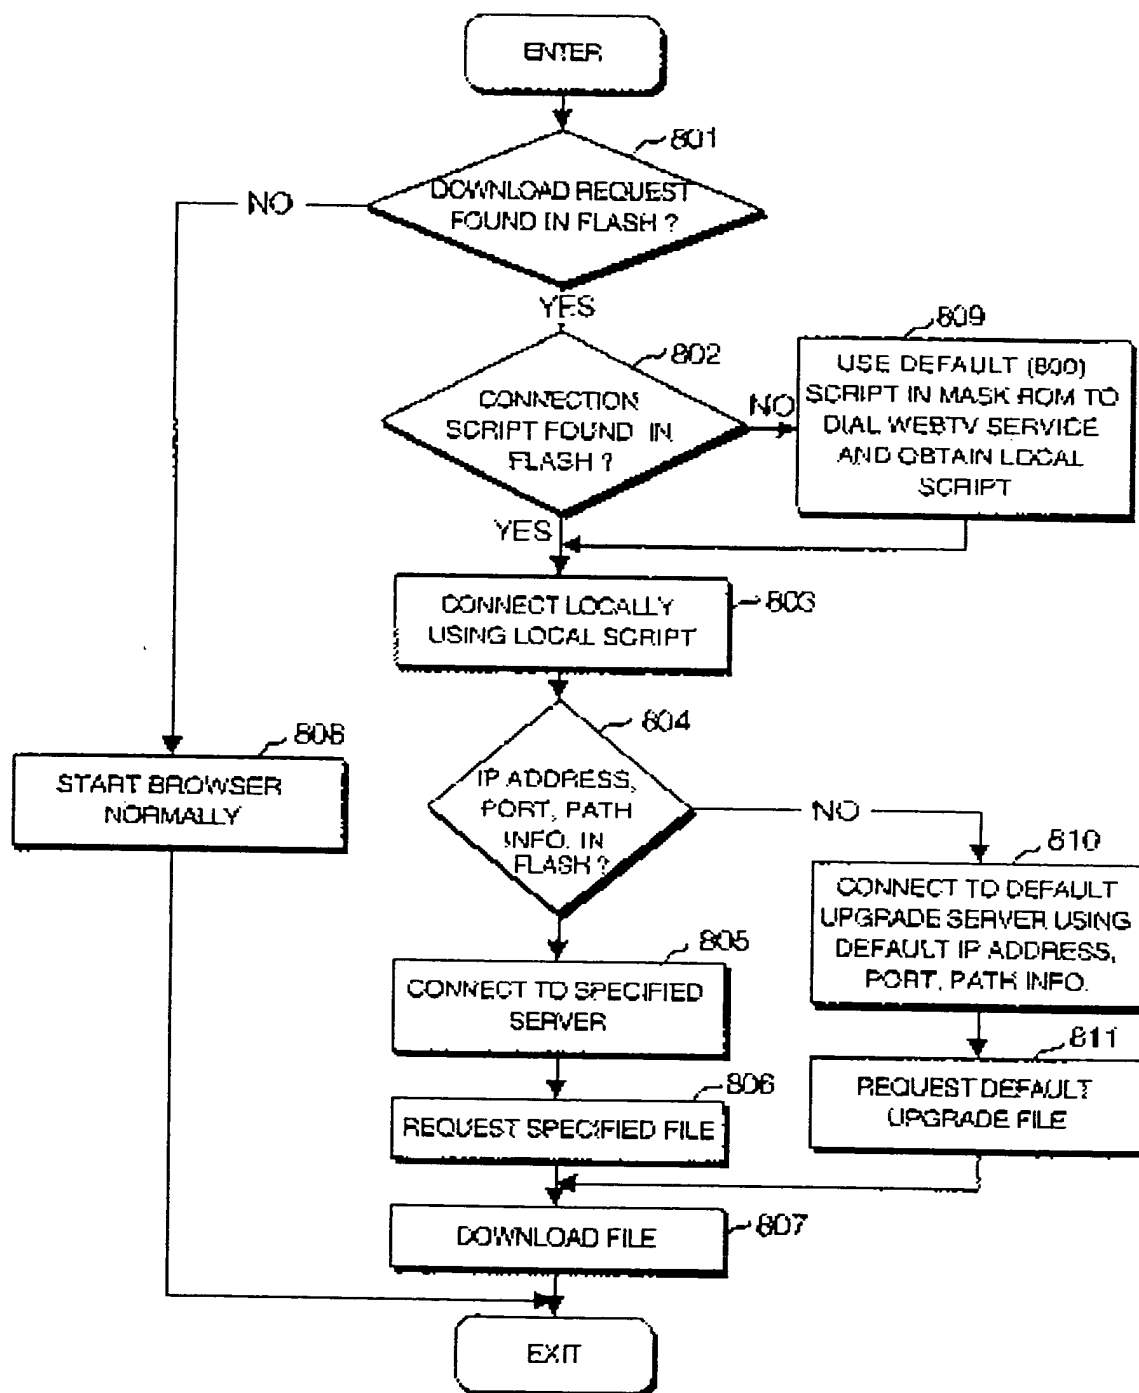 ENTER
801
DOWNLOAD REQUEST
FOUND IN FLASH ?
NO
YES
802
CONNECTION
SCRIPT FOUND IN
FLASH ?
NO
809
USE DEFAULT (800)
SCRIPT IN MASK ROM TO
DIAL WEBTV SERVICE
AND OBTAIN LOCAL
SCRIPT
YES
CONNECT LOCALLY
USING LOCAL SCRIPT
803
804
IP ADDRESS,
PORT, PATH
INFO. IN
FLASH ?
NO
808
START BROWSER
NORMALLY
810
CONNECT TO DEFAULT
UPGRADE SERVER USING
DEFAULT IP ADDRESS,
PORT, PATH INFO.
805
CONNECT TO SPECIFIED
SERVER
811
REQUEST DEFAULT
UPGRADE FILE
806
REQUEST SPECIFIED FILE
DOWNLOAD FILE
807
EXIT